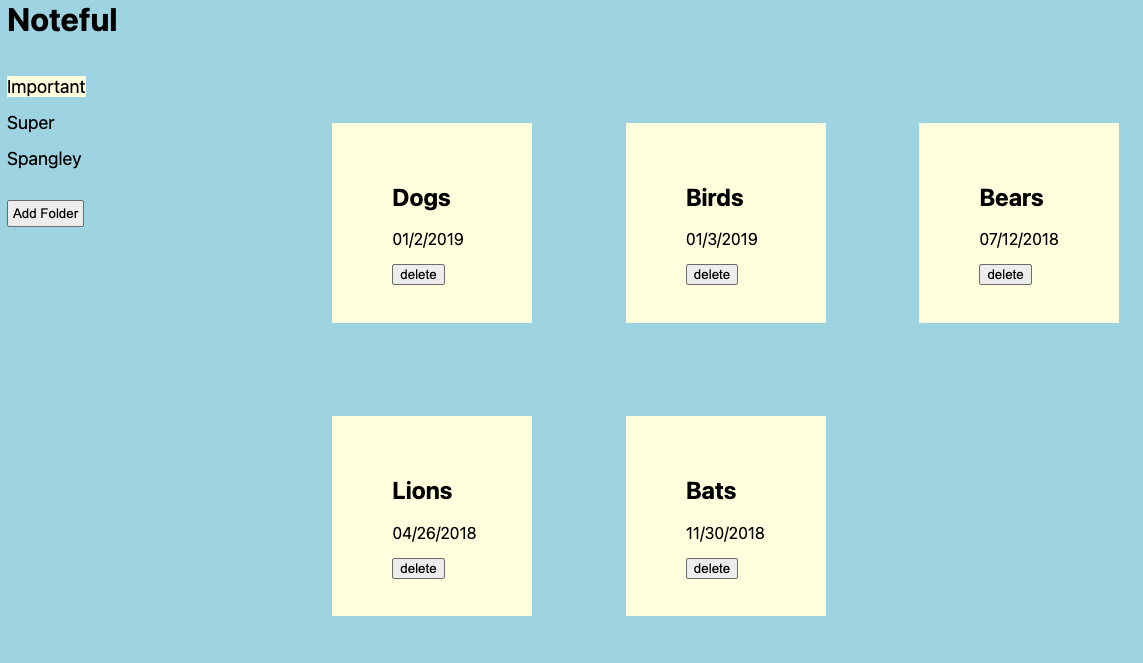 Noteful
Important
Super
Spangley
Add Folder
Dogs
01/2/2019
delete
Birds
01/3/2019
delete
Bears
07/12/2018
delete
Lions
04/26/2018
delete
Bats
11/30/2018
delete